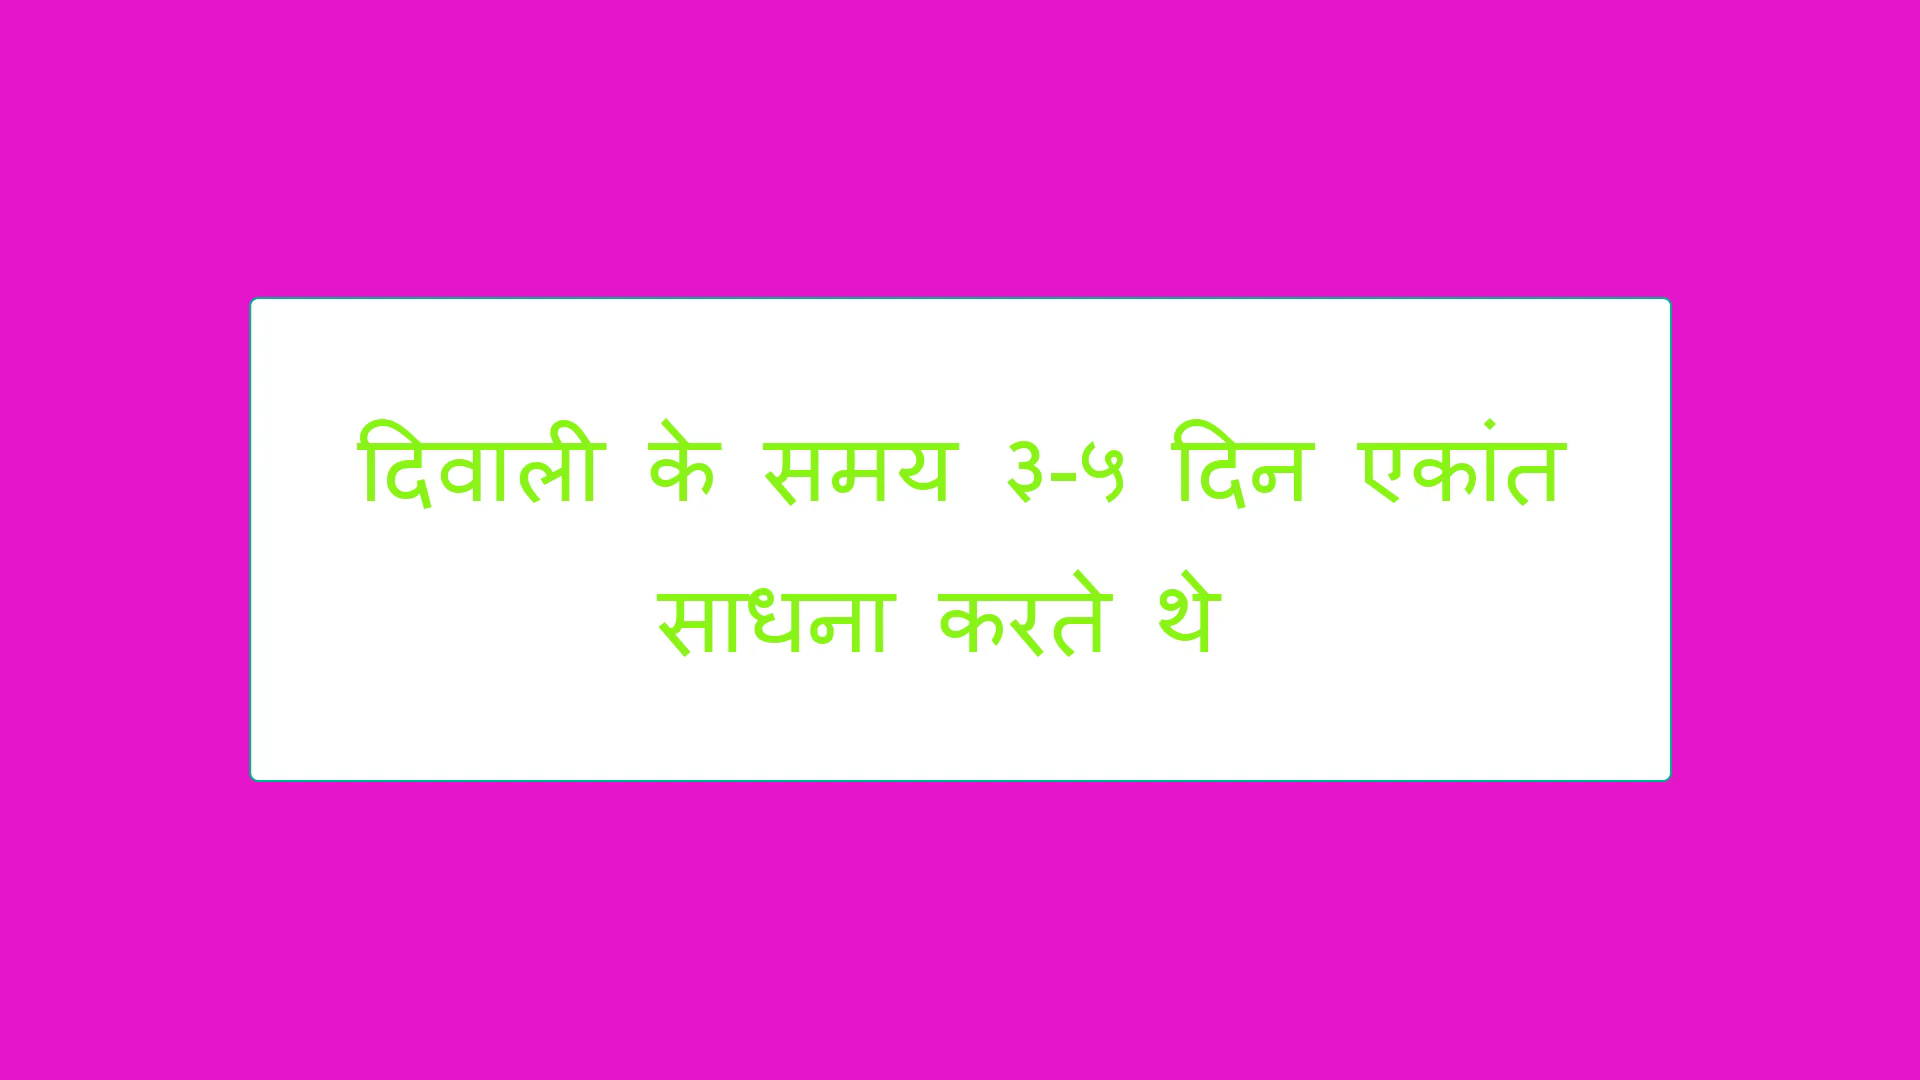 दिवाली के समय ३-५ दिन एकांत
साधना करते थे